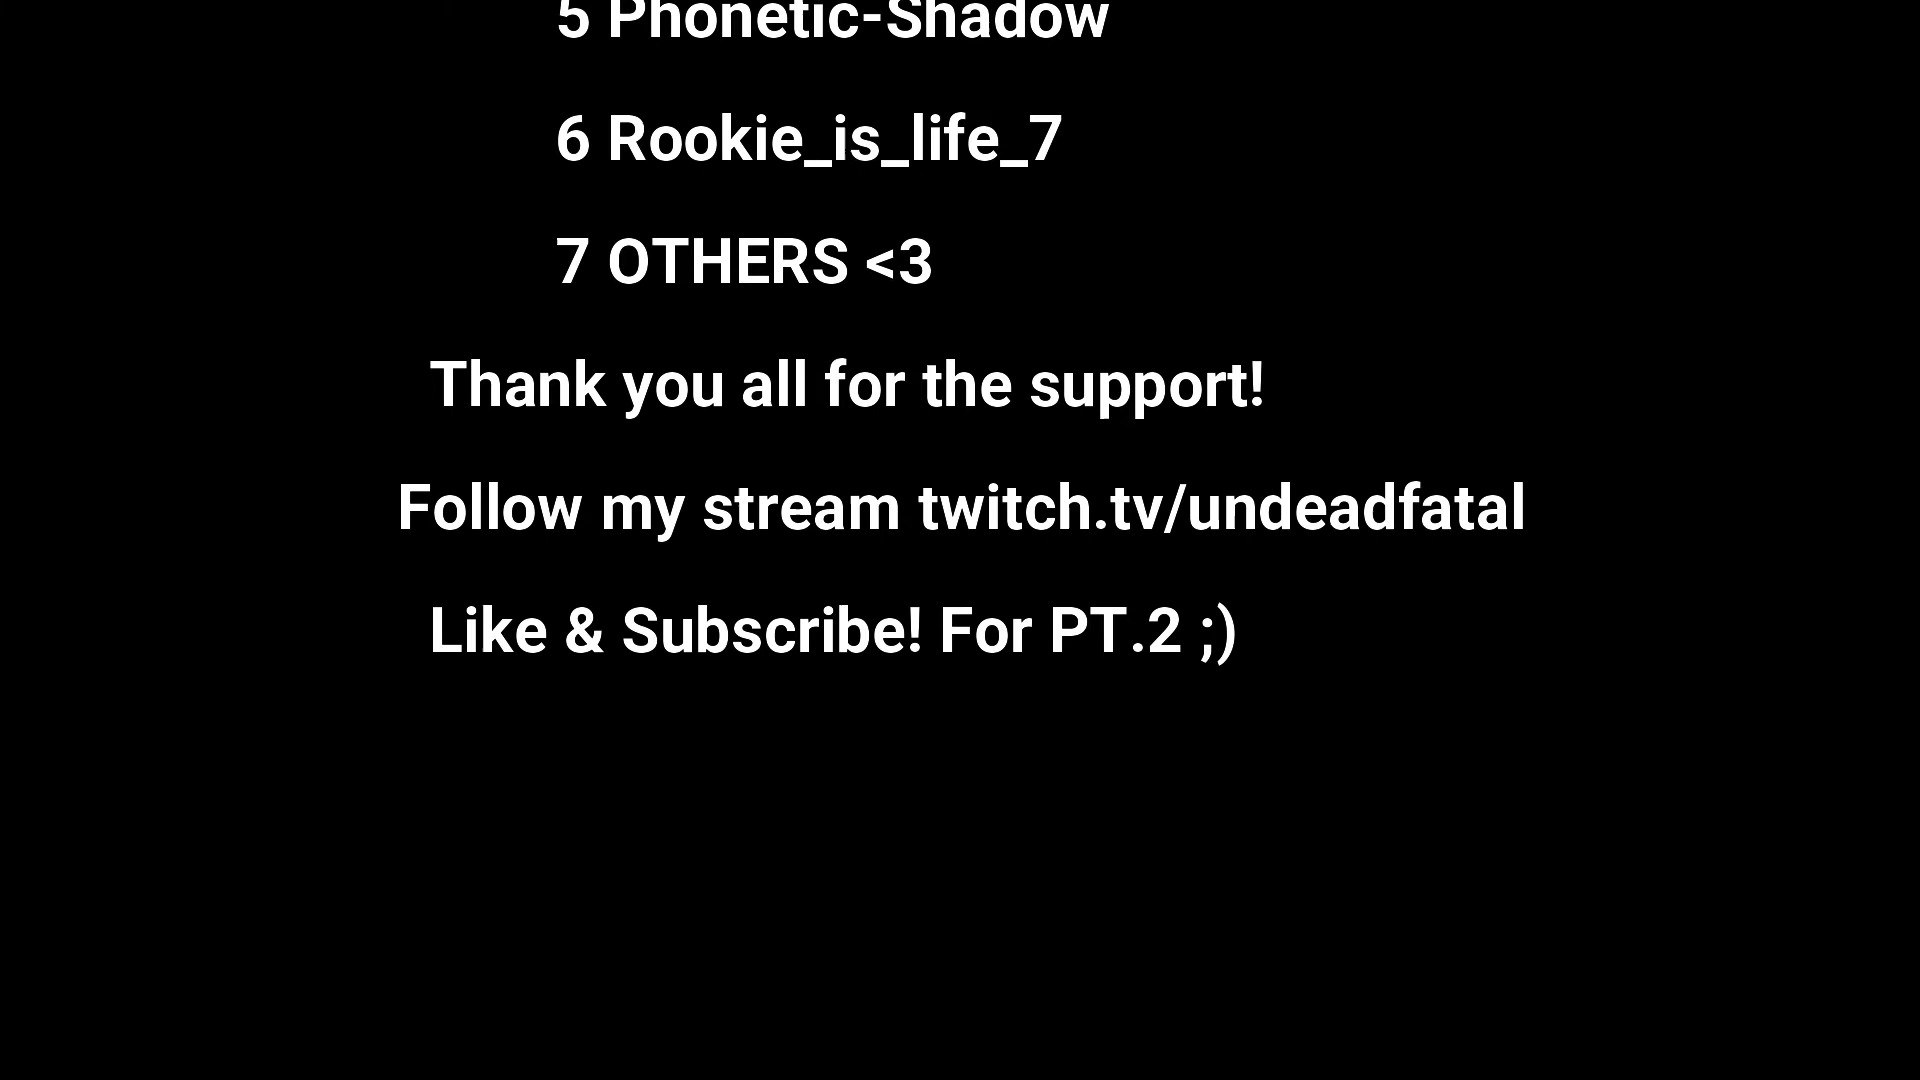 5 Phonetic-Shadow
6 Rookie_is_life_7
7 OTHERS <3
Thank you all for the support!
Follow my stream twitch.tv/undeadfatal
Like & Subscribe! For PT.2 ;)